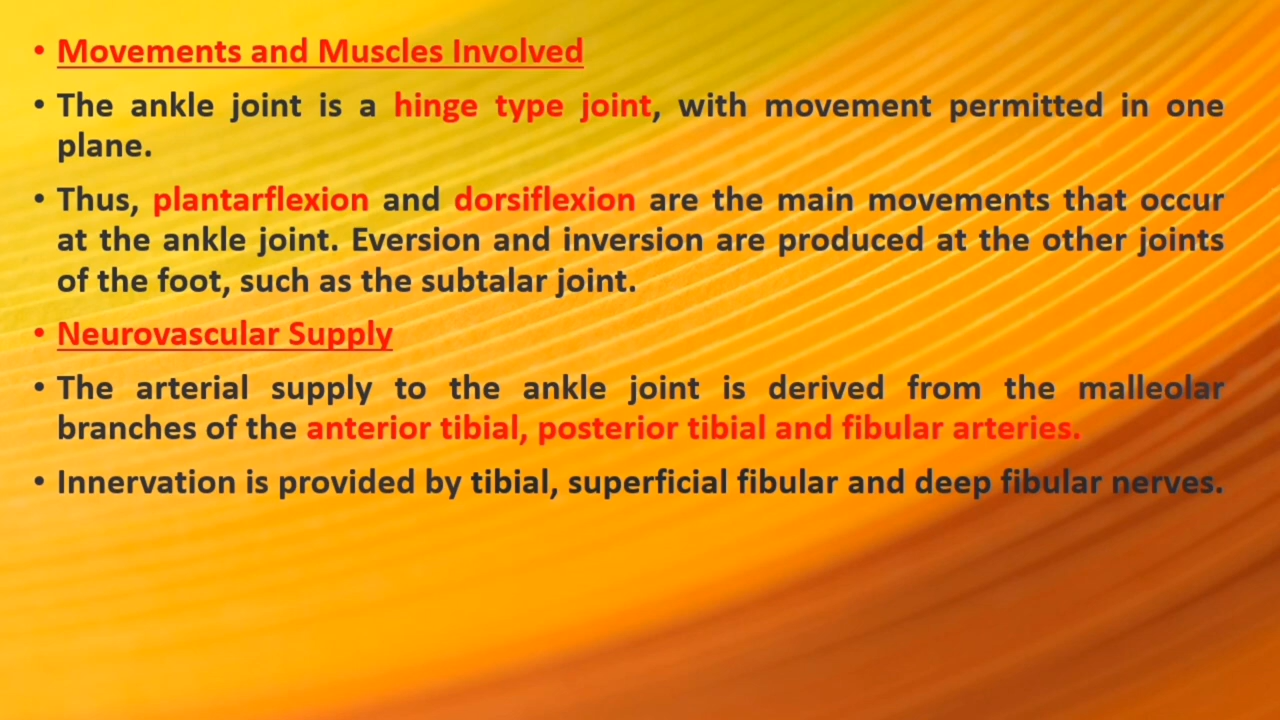 • Movements and Muscles Involved
• The ankle joint is a hinge type joint, with movement permitted in one
plane.
• Thus, plantarflexion and dorsiflexion are the main movements that occur
at the ankle joint. Eversion and inversion are produced at the other joints
of the foot, such as the subtalar joint.
• Neurovascular Supply
• The arterial supply to the ankle joint is derived from the malleolar
branches of the anterior tibial, posterior tibial and fibular arteries.
• Innervation is provided by tibial, superficial fibular and deep fibular nerves.